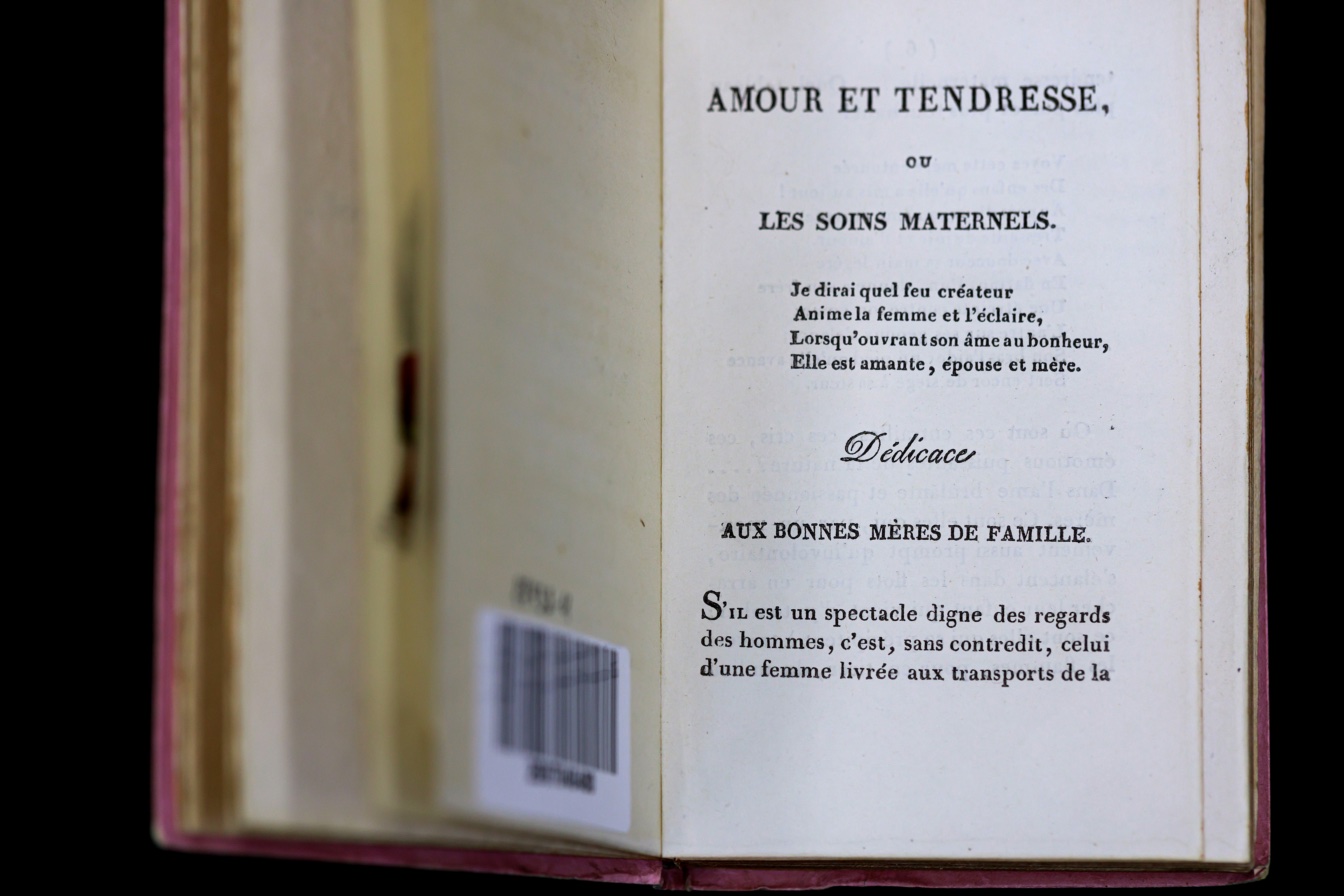 AMOUR ET TENDRESSE,
OU
LES SOINS MATERNELS.
Je dirai quel feu créateur
Anime la femme et l'éclaire,
Lorsqu'ouvrant son âme au bonheur,
Elle est amante, épouse et mère.
Dédicace
AUX BONNES MÈRES DE FAMILLE.
S'IL est un spectacle digne des regards
des hommes, c'est, sans contredit, celui
d'une femme livrée aux transports de la